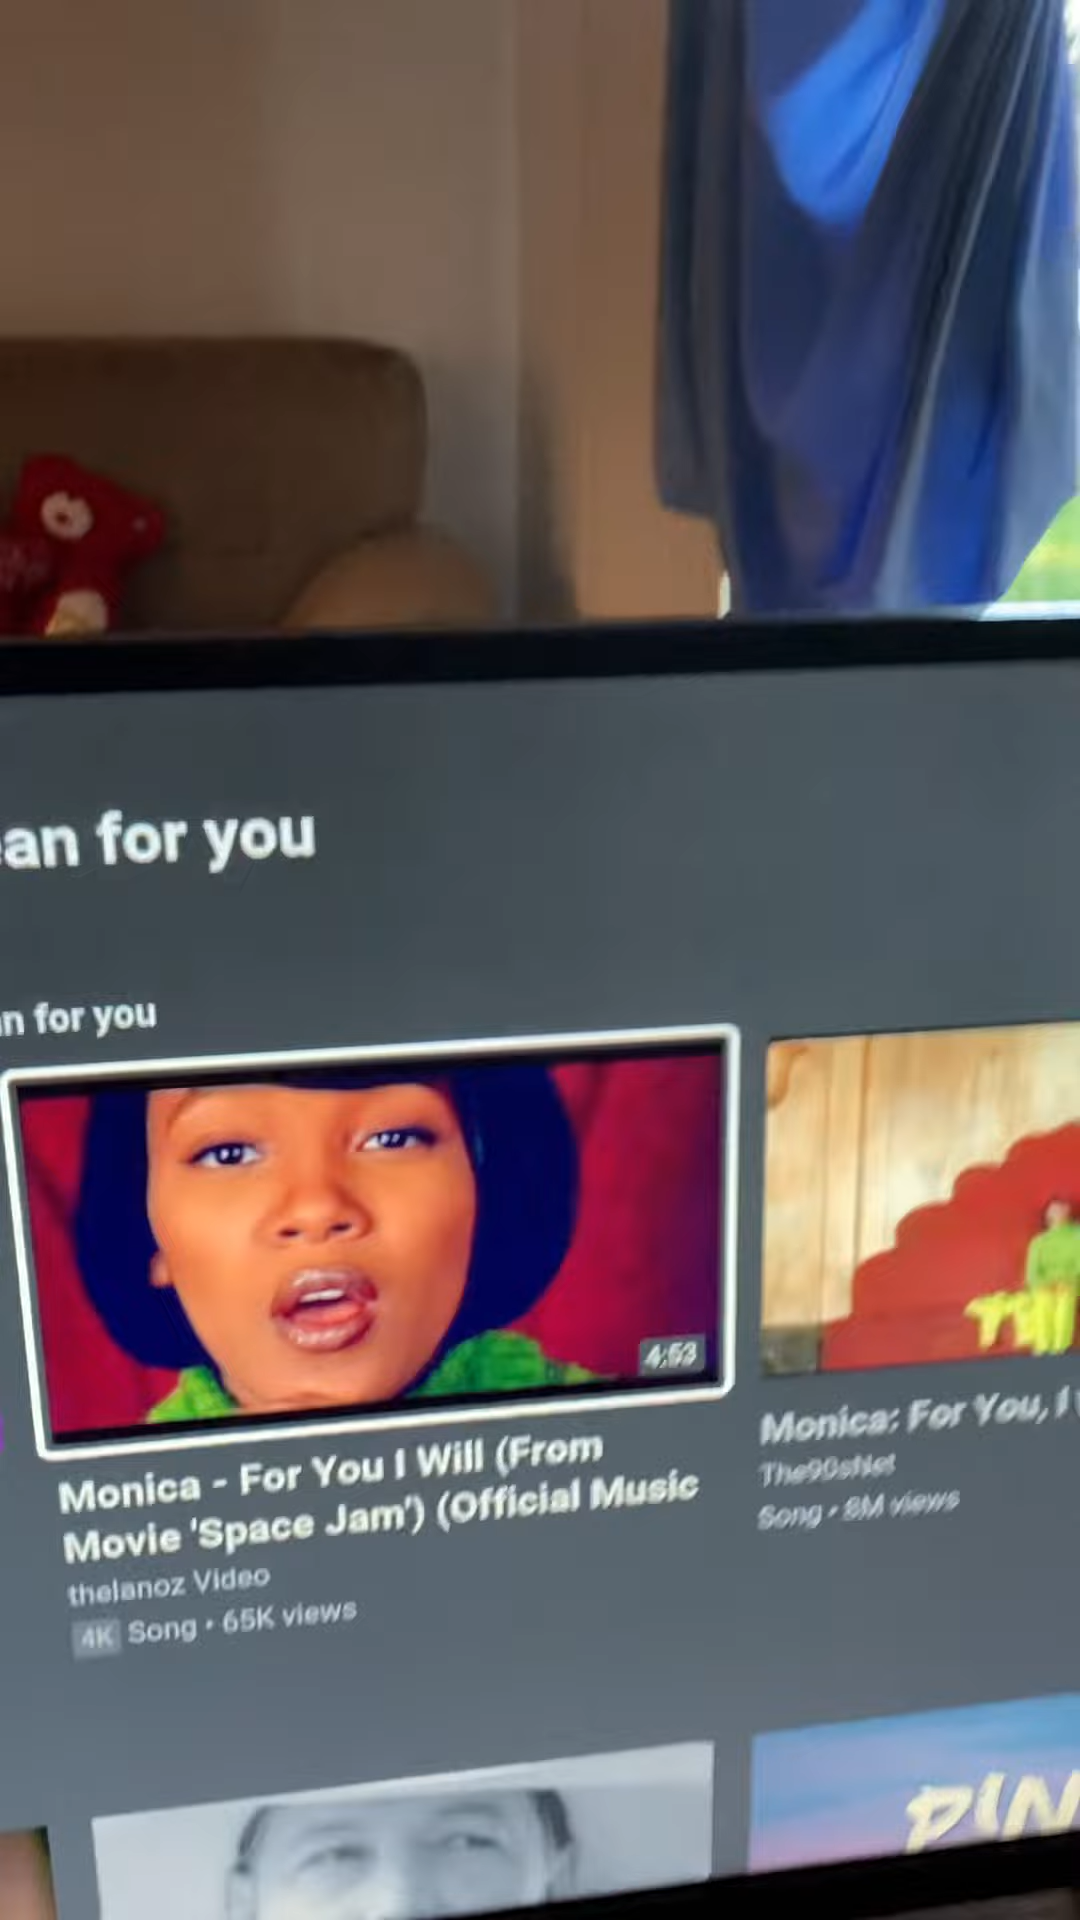 an for you
n for you
4:53
Monica - For You I Will (From
Movie 'Space Jam') (Official Music
thelanoz Video
4K Song • 65K views
Monica: For You, I
The90sNet
Song • 8M views
PIN